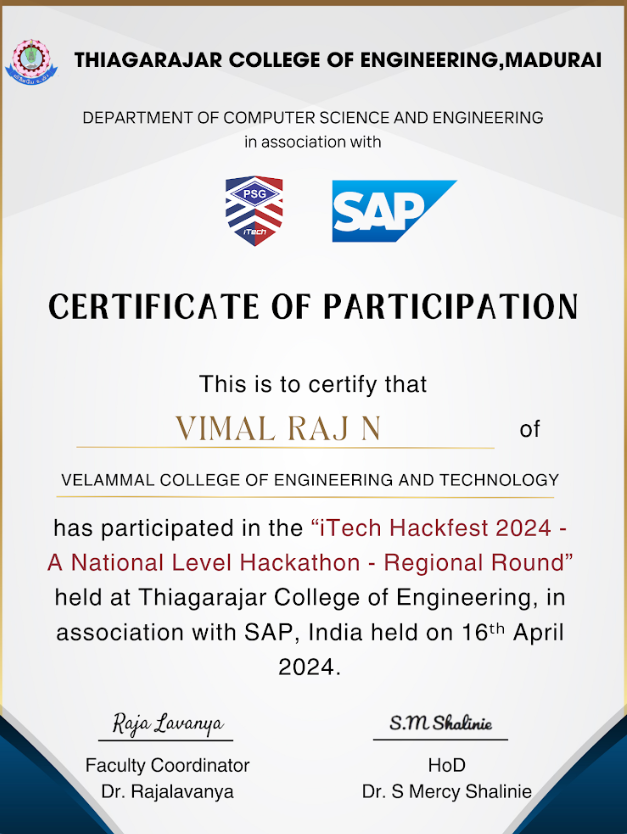 THIAGARAJAR COLLEGE OF ENGINEERING,MADURAI
DEPARTMENT OF COMPUTER SCIENCE AND ENGINEERING
in association with
PSG
iTech
SAP
CERTIFICATE OF PARTICIPATION
This is to certify that
VIMAL RAJ N of
VELAMMAL COLLEGE OF ENGINEERING AND TECHNOLOGY
has participated in the “iTech Hackfest 2024 -
A National Level Hackathon - Regional Round”
held at Thiagarajar College of Engineering, in
association with SAP, India held on 16th April
2024.
Raja Lavanya
S.M Shalinie
Faculty Coordinator
HoD
Dr. Rajalavanya
Dr. S Mercy Shalinie